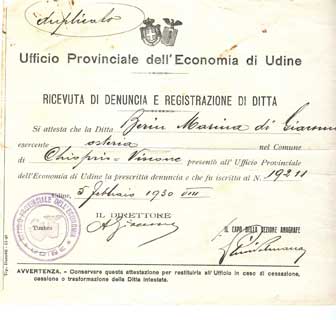 duplicato
Ufficio Provinciale dell'Economia di Udine
RICEVUTA DI DENUNCIA E REGISTRAZIONE DI DITTA
Si attesta che la Ditta Berin Marina di Giacomo
esercente osteria nel Comune
di Chiopris - Viscone presentò all'Ufficio Provinciale
dell'Economia di Udine la prescritta denuncia e che fu iscritta al N. 19211
Udine, 5 febbraio 1930 VIII
IL DIRETTORE
IL CAPO DELLA SEZIONE ANAGRAFE
Timbro
AVVERTENZA. - Conservare questa attestazione per restituirla all'Ufficio in caso di cessazione,
cessione o trasformazione della Ditta intestata.